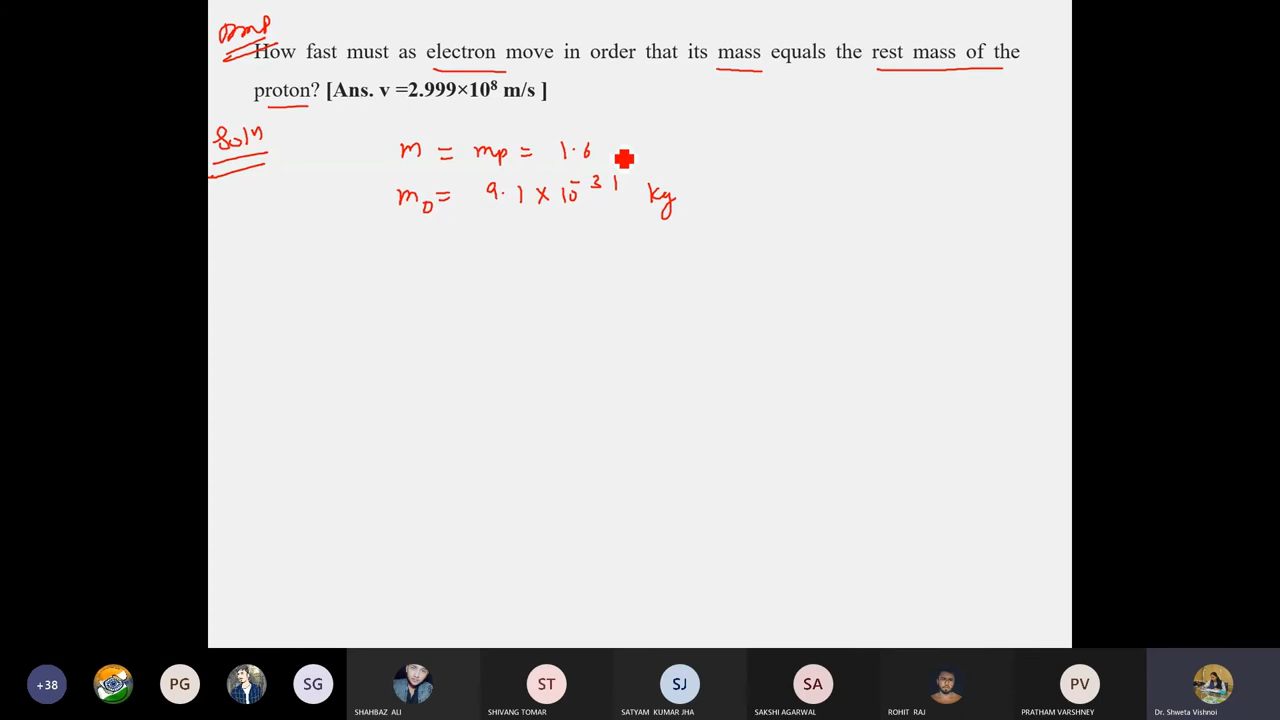 Imp
How fast must as electron move in order that its mass equals the rest mass of the
proton? [Ans. v =2.999×10⁸ m/s ]
Soln
m = mp = 1.6
m₀ = 9.1 × 10⁻³¹ kg
+38 PG SG ST SJ SA PV
SHAHBAZ ALI SHIVANG TOMAR SATYAM KUMAR JHA SAKSHI AGARWAL ROHIT RAJ PRATHAM VARSHNEY Dr. Shweta Vishnoi